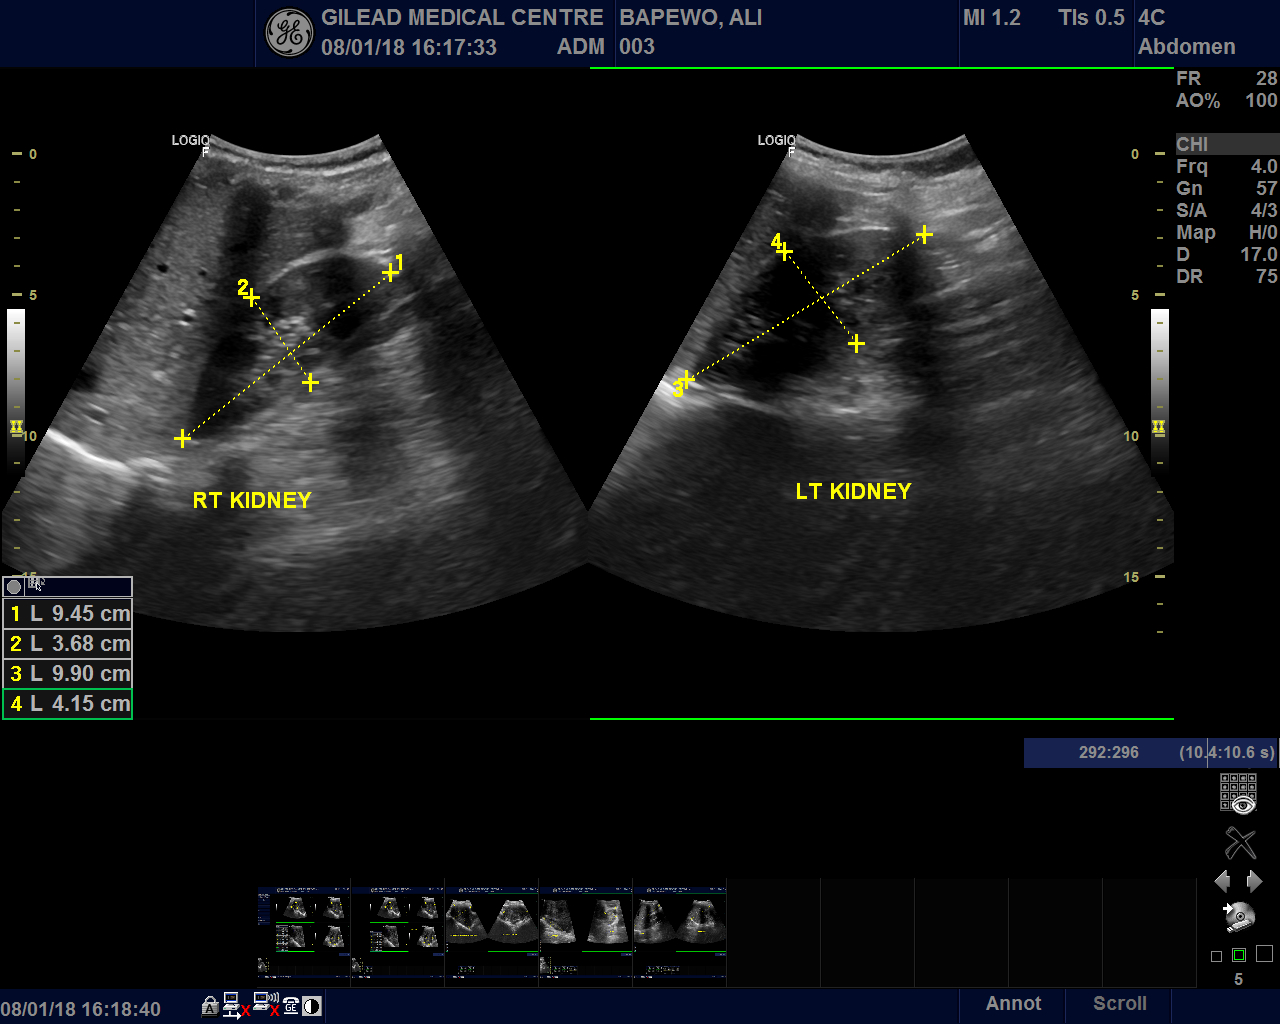 GILEAD MEDICAL CENTRE
08/01/18 16:17:33 ADM
BAPEWO, ALI
003
MI 1.2 TIs 0.5
4C
Abdomen
FR 28
AO% 100
CHI
Frq 4.0
Gn 57
S/A 4/3
Map H/0
D 17.0
DR 75
LOGIQ
F
0
5
10
15
1
2
RT KIDNEY
LOGIQ
F
0
5
10
15
4
3
LT KIDNEY
1 L 9.45 cm
2 L 3.68 cm
3 L 9.90 cm
4 L 4.15 cm
292:296 (10.4:10.6 s)
5
08/01/18 16:18:40
A
GE
Annot
Scroll